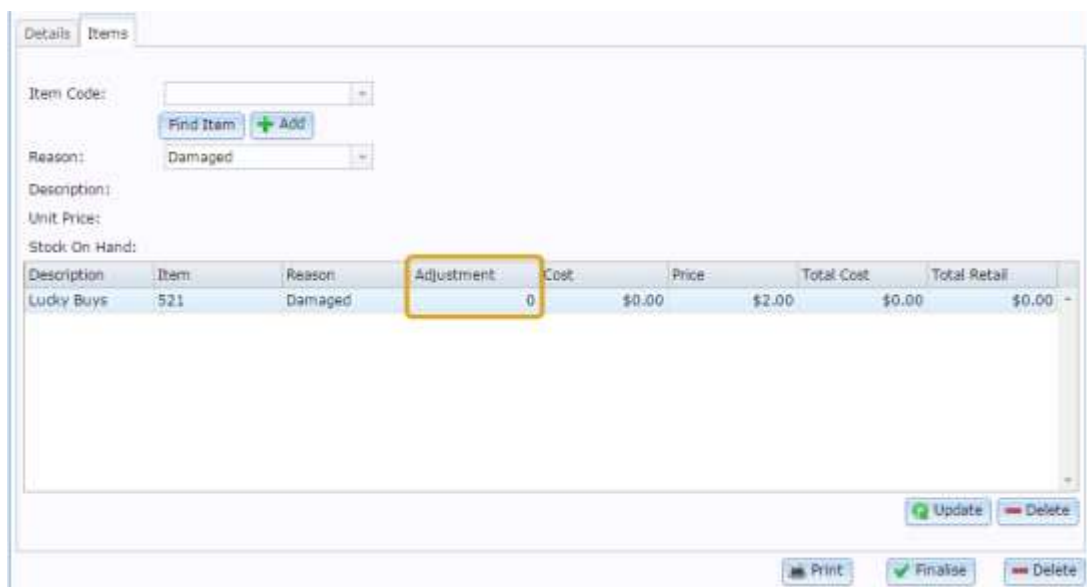 Details Items
Item Code:
Find Item Add
Reason: Damaged
Description:
Unit Price:
Stock On Hand:
Description Item Reason Adjustment Cost Price Total Cost Total Retail
Lucky Buys 521 Damaged 0 $0.00 $2.00 $0.00 $0.00
Update Delete
Print Finalise Delete